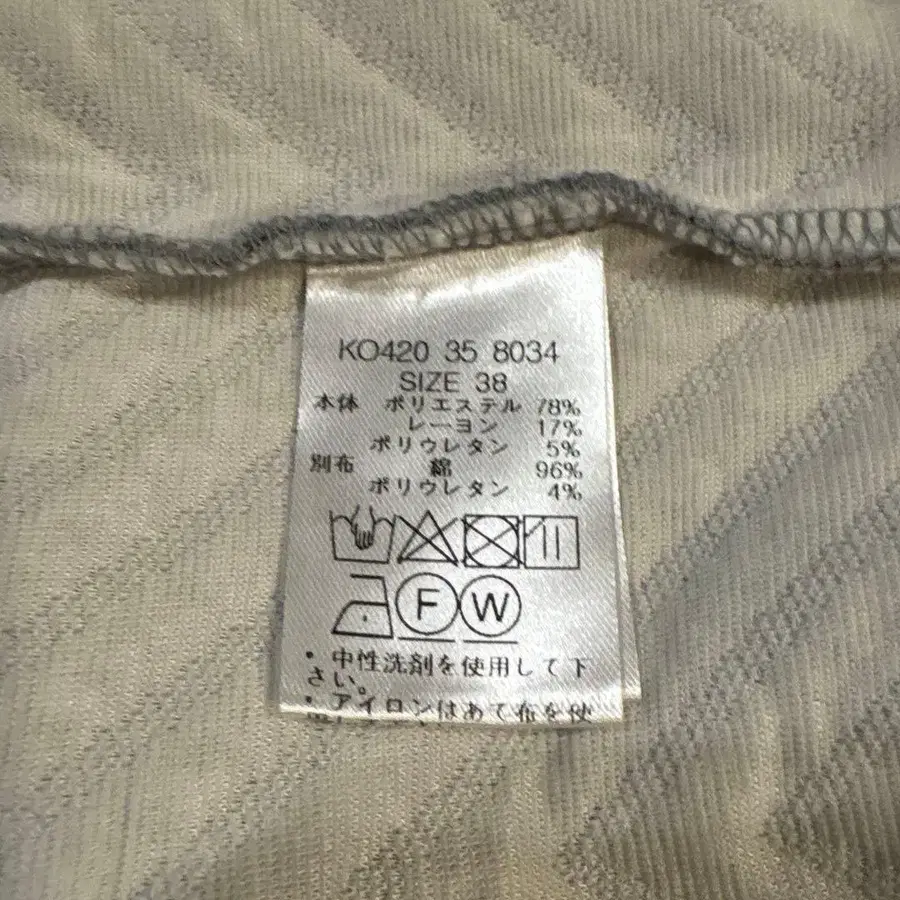 KO420 35 8034
SIZE 38
本体 ポリエステル 78%
レーヨン 17%
ポリウレタン 5%
別布 綿 96%
ポリウレタン 4%
F W
・中性洗剤を使用して下
さい。
・アイロンはあて布を使